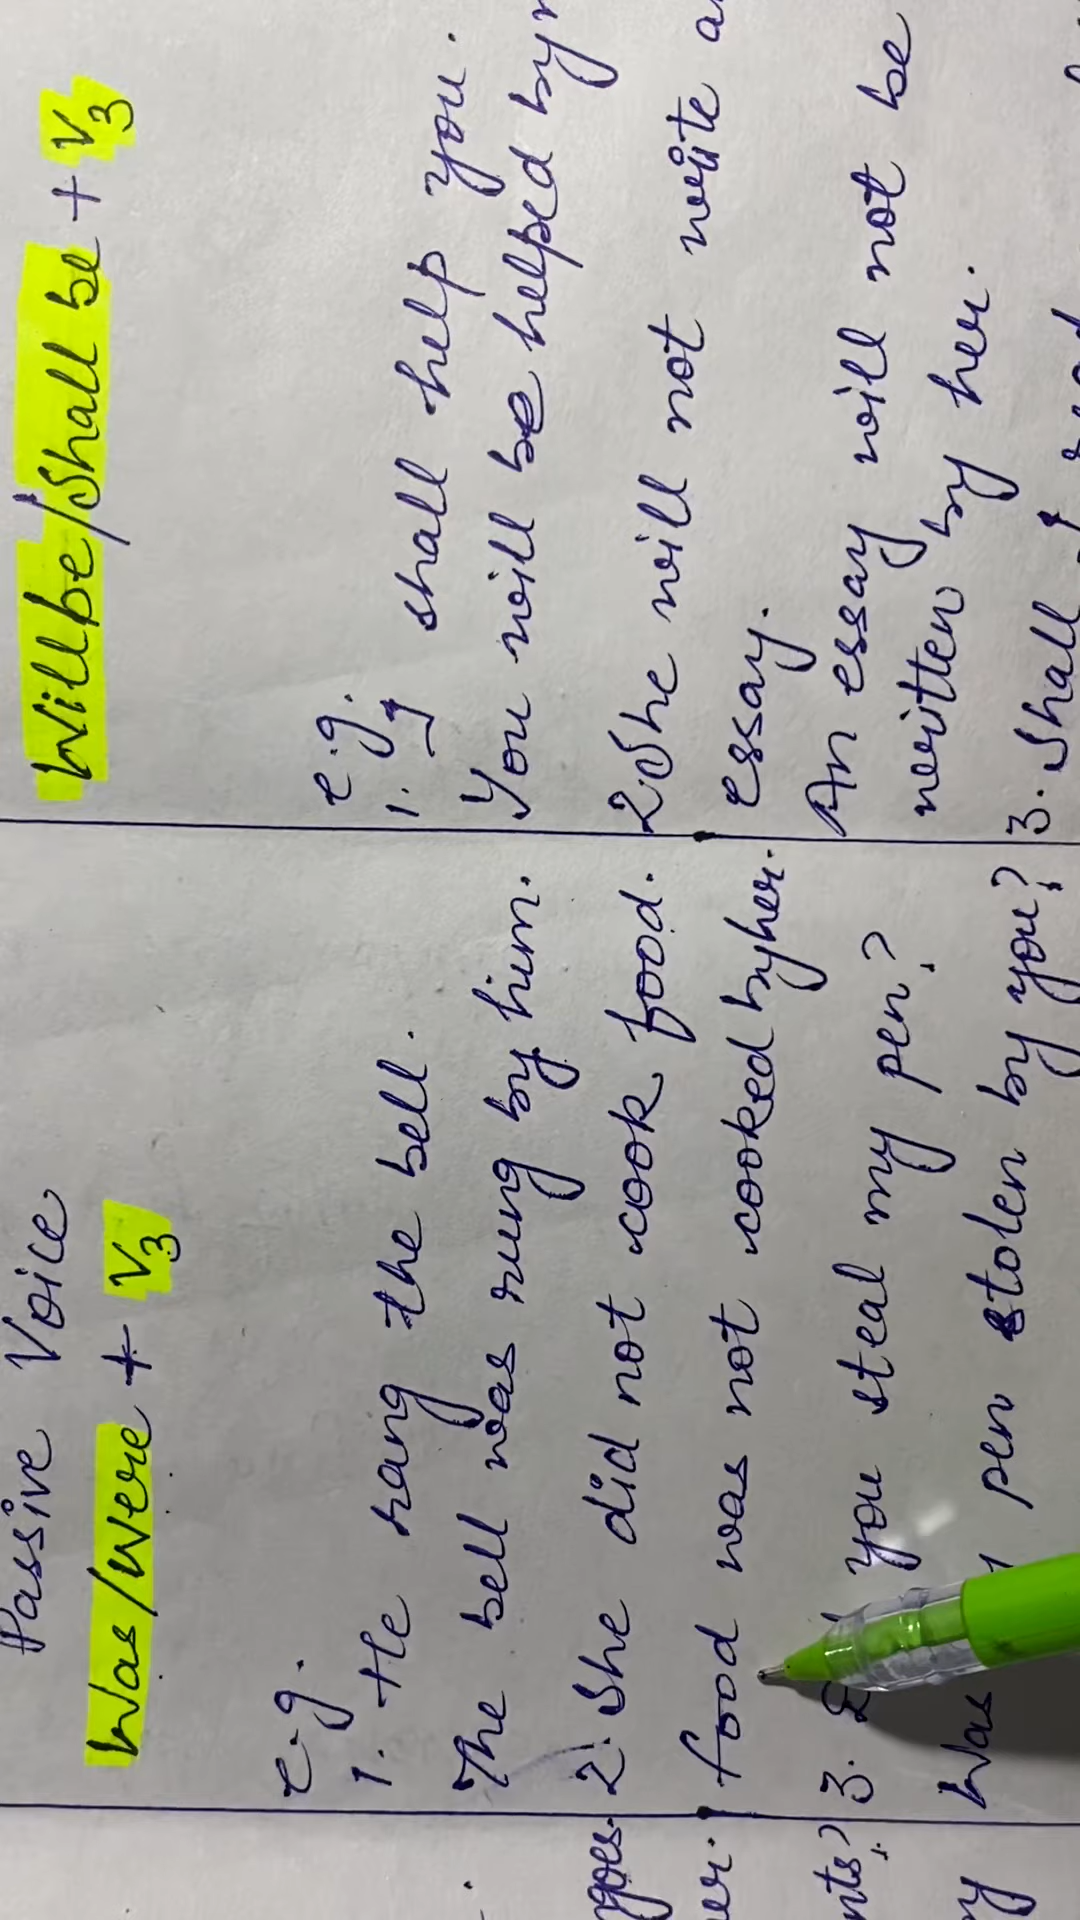 Passive Voice
Was/Were + V3
e.g.
1. He rang the bell.
The bell was rung by him.
2. She did not cook food.
food was not cooked by her.
3. you steal my pen?
Was pen stolen by you?
Will be/Shall be + V3
e.g.
1. I shall help you.
You will be helped by
2. She will not write
essay.
An essay will not be
written by her.
3. Shall
goes.